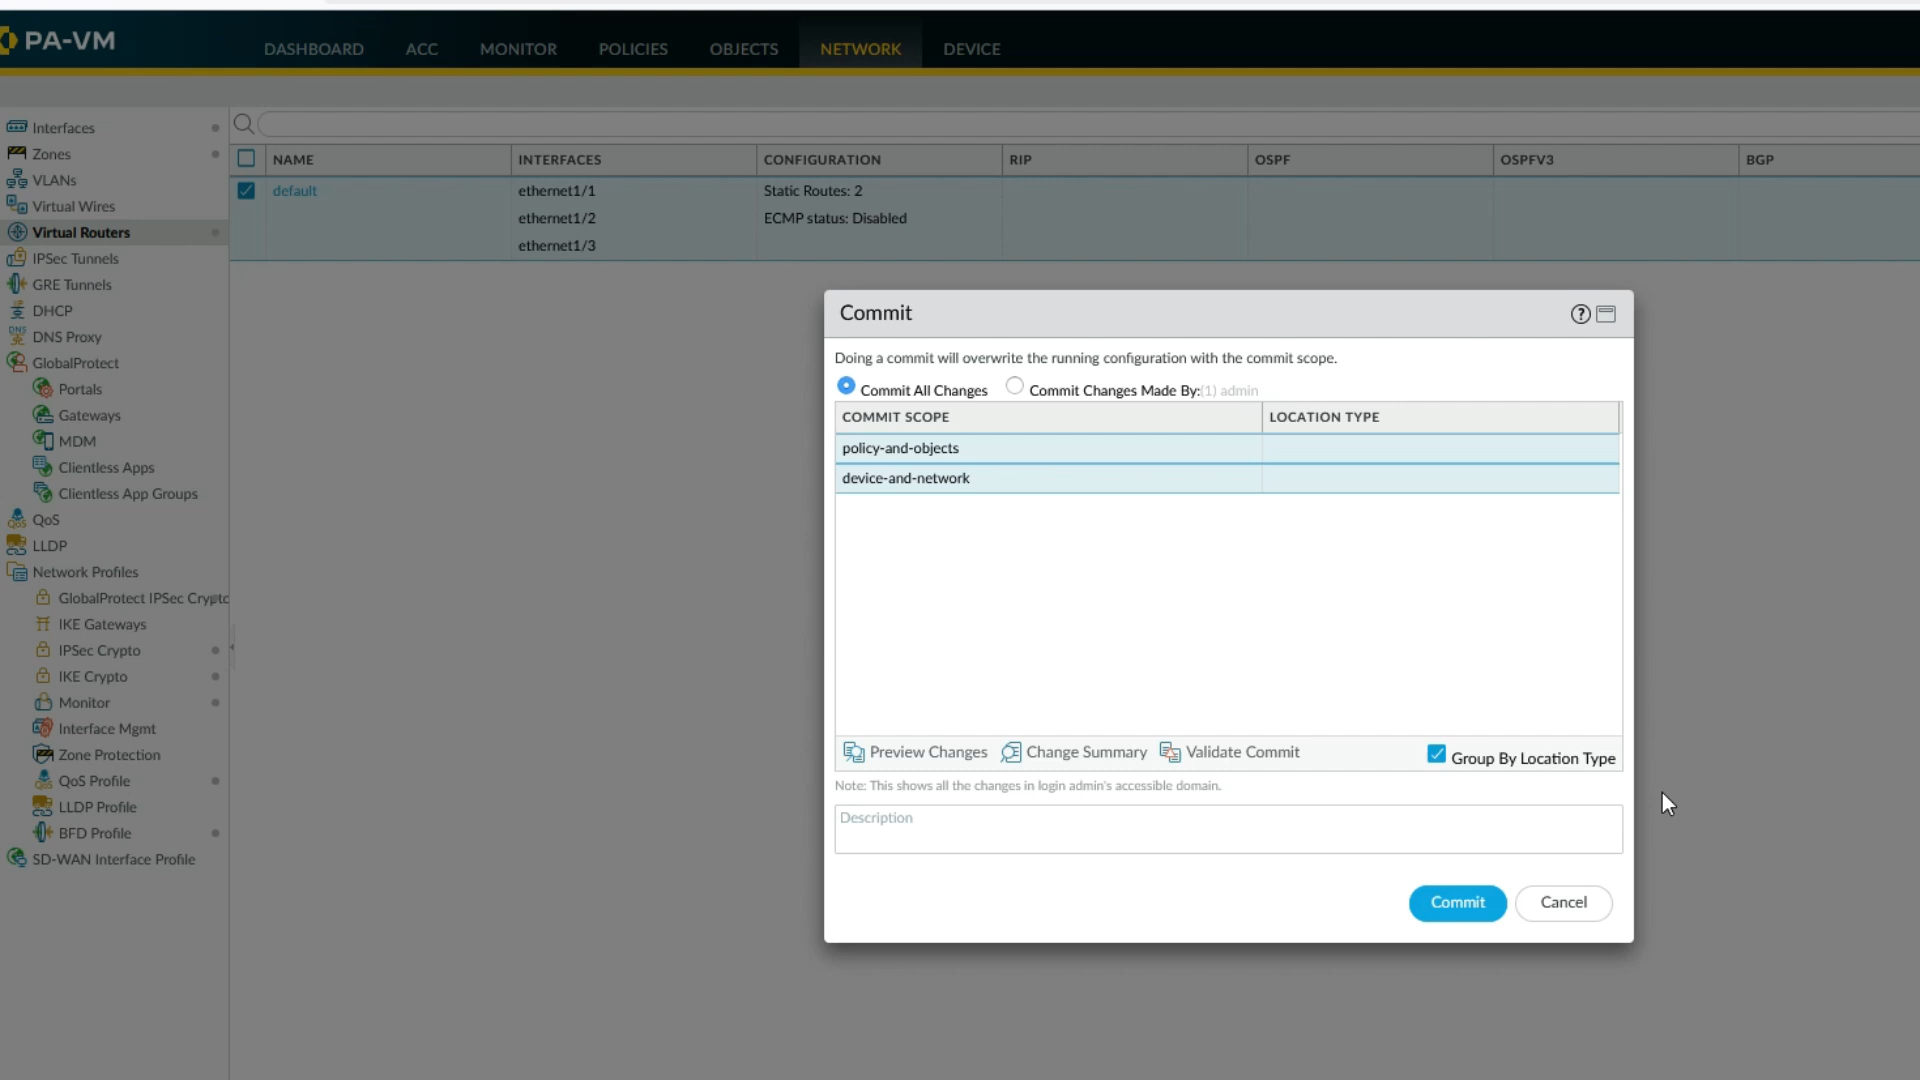 PA-VM
DASHBOARD ACC MONITOR POLICIES OBJECTS NETWORK DEVICE
Interfaces
Zones
VLANs
Virtual Wires
Virtual Routers
IPSec Tunnels
GRE Tunnels
DHCP
DNS DNS Proxy
GlobalProtect
Portals
Gateways
MDM
Clientless Apps
Clientless App Groups
QoS
LLDP
Network Profiles
GlobalProtect IPSec Crypto
IKE Gateways
IPSec Crypto
IKE Crypto
Monitor
Interface Mgmt
Zone Protection
QoS Profile
LLDP Profile
BFD Profile
SD-WAN Interface Profile
NAME INTERFACES CONFIGURATION RIP OSPF OSPFV3 BGP
default ethernet1/1 Static Routes: 2
ethernet1/2 ECMP status: Disabled
ethernet1/3
Commit
Doing a commit will overwrite the running configuration with the commit scope.
Commit All Changes Commit Changes Made By:(1) admin
COMMIT SCOPE LOCATION TYPE
policy-and-objects
device-and-network
Preview Changes Change Summary Validate Commit Group By Location Type
Note: This shows all the changes in login admin's accessible domain.
Description
Commit Cancel